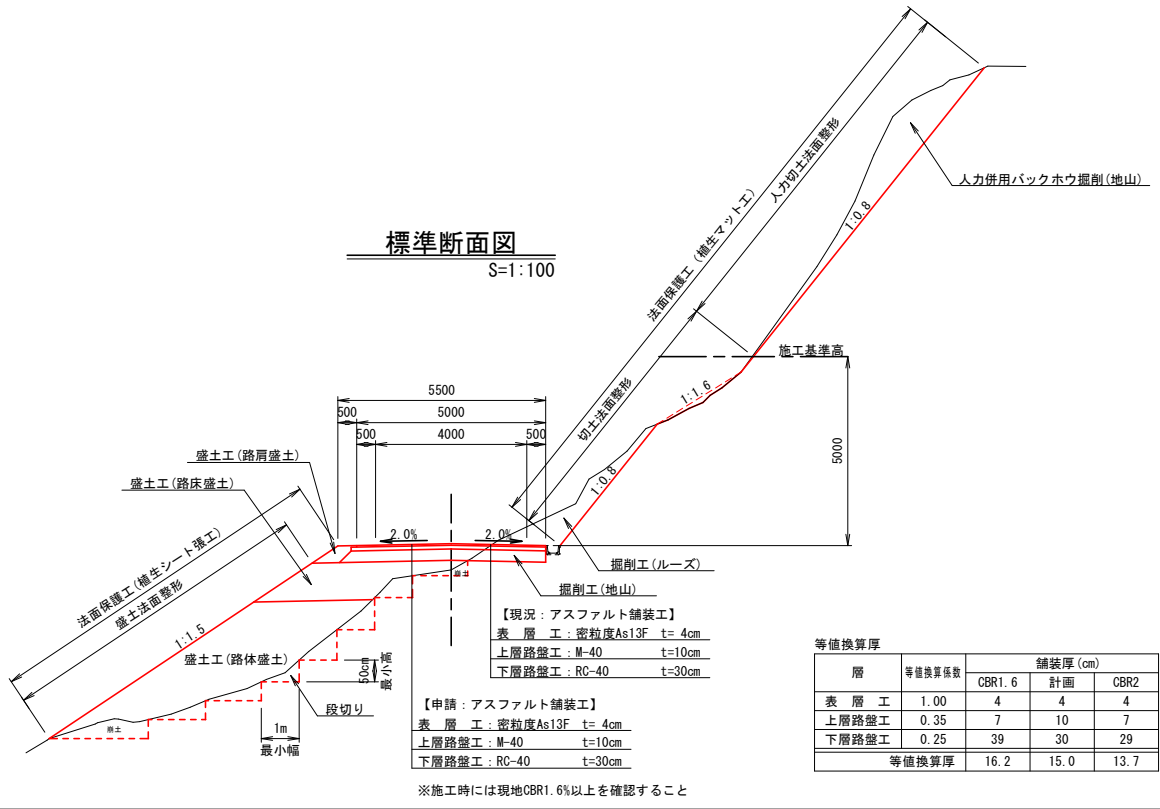 標準断面図
S=1:100
人力併用バックホウ掘削(地山)
人力切土法面整形
法面保護工(植生マット工)
1:0.8
施工基準高
切土法面整形
1:1.6
5000
5500
500
5000
500
4000
500
1:0.8
盛土工(路肩盛土)
盛土工(路床盛土)
2.0%
2.0%
掘削工(ルーズ)
掘削工(地山)
崩土
法面保護工(植生シート張工)
盛土法面整形
1:1.5
盛土工(路体盛土)
50cm
最小高
段切り
崩土
1m
最小幅
【現況:アスファルト舗装工】
表 層 工:密粒度As13F t= 4cm
上層路盤工:M-40 t=10cm
下層路盤工:RC-40 t=30cm
【申請:アスファルト舗装工】
表 層 工:密粒度As13F t= 4cm
上層路盤工:M-40 t=10cm
下層路盤工:RC-40 t=30cm
※施工時には現地CBR1.6%以上を確認すること
等値換算厚
層 等値換算係数 舗装厚(cm)
CBR1.6 計画 CBR2
表 層 工 1.00 4 4 4
上層路盤工 0.35 7 10 7
下層路盤工 0.25 39 30 29
等値換算厚 16.2 15.0 13.7